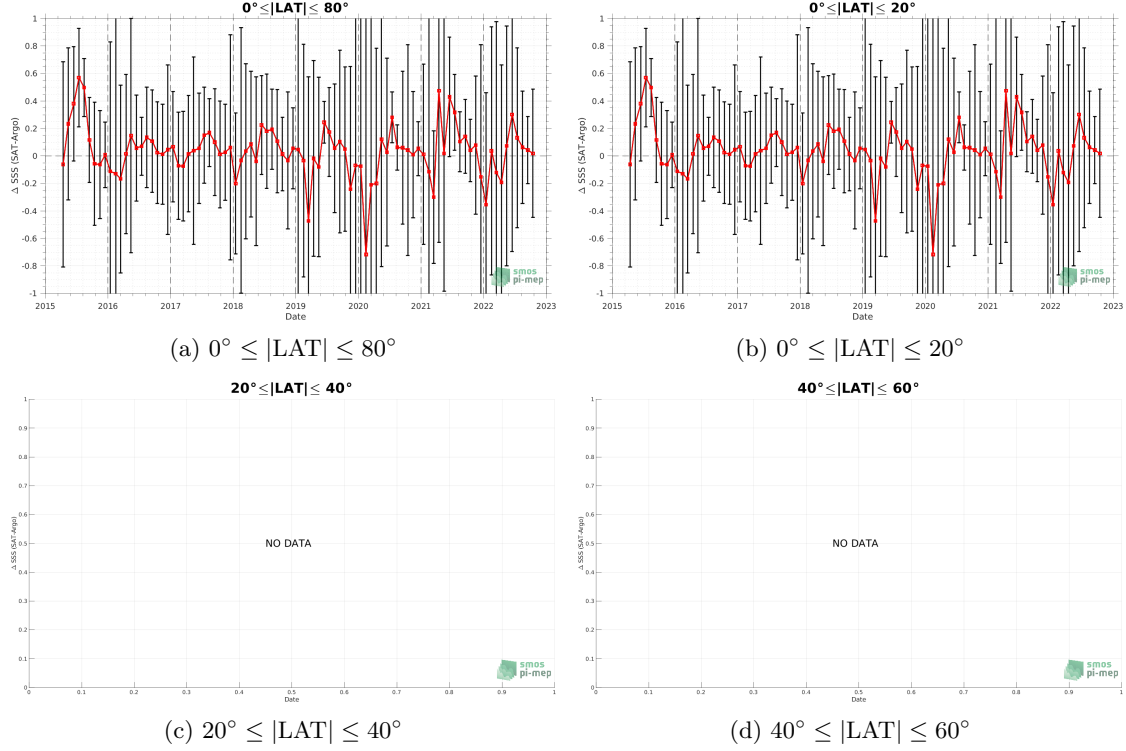 0°≤|LAT|≤ 80°
1
0.8
0.6
0.4
0.2
0
-0.2
-0.4
-0.6
-0.8
-1
Δ SSS (SAT-Argo)
2015 2016 2017 2018 2019 2020 2021 2022 2023
Date
smos
pi-mep
(a) 0° ≤ |LAT| ≤ 80°
0°≤|LAT|≤ 20°
1
0.8
0.6
0.4
0.2
0
-0.2
-0.4
-0.6
-0.8
-1
Δ SSS (SAT-Argo)
2015 2016 2017 2018 2019 2020 2021 2022 2023
Date
smos
pi-mep
(b) 0° ≤ |LAT| ≤ 20°
20°≤|LAT|≤ 40°
1
0.9
0.8
0.7
0.6
0.5
0.4
0.3
0.2
0.1
0
Δ SSS (SAT-Argo)
NO DATA
0 0.1 0.2 0.3 0.4 0.5 0.6 0.7 0.8 0.9 1
Date
smos
pi-mep
(c) 20° ≤ |LAT| ≤ 40°
40°≤|LAT|≤ 60°
1
0.9
0.8
0.7
0.6
0.5
0.4
0.3
0.2
0.1
0
Δ SSS (SAT-Argo)
NO DATA
0 0.1 0.2 0.3 0.4 0.5 0.6 0.7 0.8 0.9 1
Date
smos
pi-mep
(d) 40° ≤ |LAT| ≤ 60°